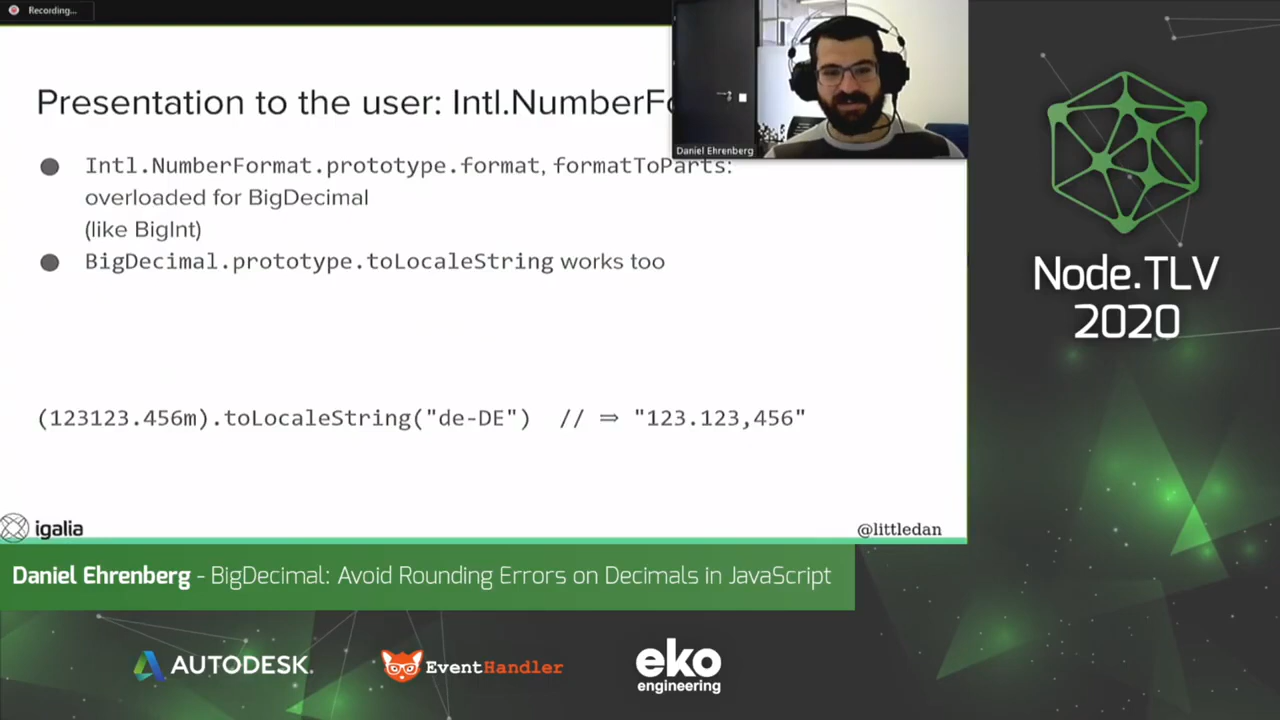 Recording...
Presentation to the user: Intl.NumberFo
Daniel Ehrenberg
● Intl.NumberFormat.prototype.format, formatToParts:
overloaded for BigDecimal
(like BigInt)
● BigDecimal.prototype.toLocaleString works too
(123123.456m).toLocaleString("de-DE") // ⇒ "123.123,456"
igalia
@littledan
Node.TLV
2020
Daniel Ehrenberg - BigDecimal: Avoid Rounding Errors on Decimals in JavaScript
AUTODESK.
EventHandler
eko
engineering